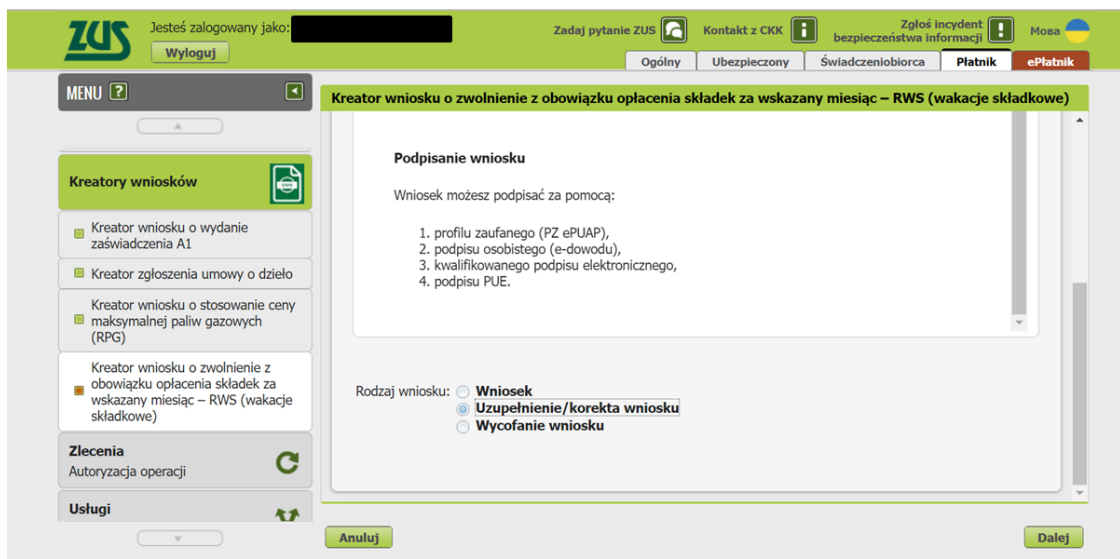 ZUS
Jesteś zalogowany jako:
Wyloguj
Zadaj pytanie ZUS
Kontakt z CKK
Zgłoś incydent
bezpieczeństwa informacji
Мова
Ogólny
Ubezpieczony
Świadczeniobiorca
Płatnik
ePłatnik
MENU ?
Kreator wniosku o zwolnienie z obowiązku opłacenia składek za wskazany miesiąc – RWS (wakacje składkowe)
Kreatory wniosków
Kreator wniosku o wydanie
zaświadczenia A1
Kreator zgłoszenia umowy o dzieło
Kreator wniosku o stosowanie ceny
maksymalnej paliw gazowych
(RPG)
Kreator wniosku o zwolnienie z
obowiązku opłacenia składek za
wskazany miesiąc – RWS (wakacje
składkowe)
Zlecenia
Autoryzacja operacji
Usługi
Podpisanie wniosku
Wniosek możesz podpisać za pomocą:
1. profilu zaufanego (PZ ePUAP),
2. podpisu osobistego (e-dowodu),
3. kwalifikowanego podpisu elektronicznego,
4. podpisu PUE.
Rodzaj wniosku: Wniosek
Uzupełnienie/korekta wniosku
Wycofanie wniosku
Anuluj
Dalej